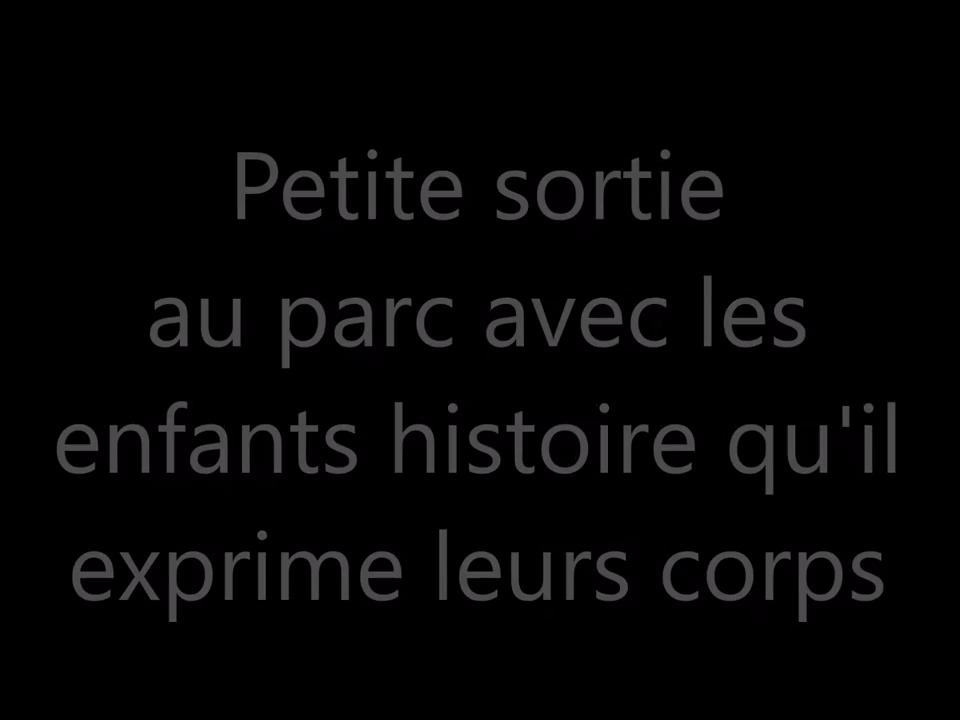 Petite sortie
au parc avec les
enfants histoire qu'il
exprime leurs corps